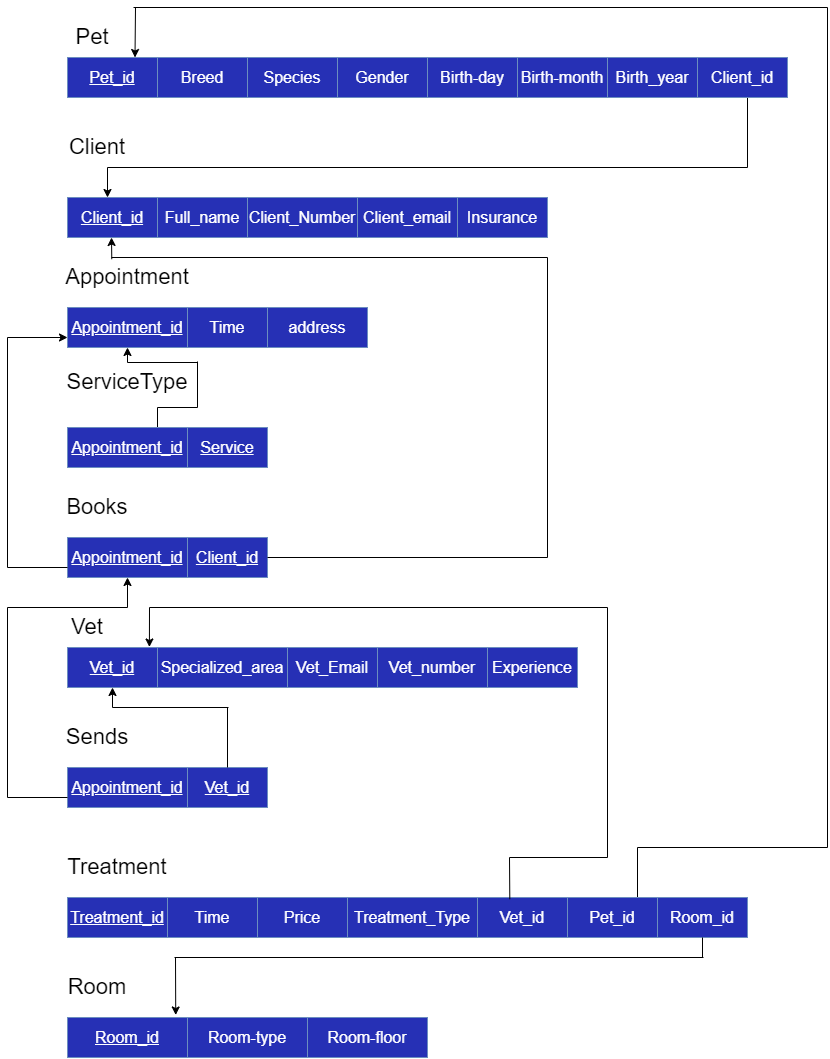 Pet
Pet_id Breed Species Gender Birth-day Birth-month Birth_year Client_id
Client
Client_id Full_name Client_Number Client_email Insurance
Appointment
Appointment_id Time address
ServiceType
Appointment_id Service
Books
Appointment_id Client_id
Vet
Vet_id Specialized_area Vet_Email Vet_number Experience
Sends
Appointment_id Vet_id
Treatment
Treatment_id Time Price Treatment_Type Vet_id Pet_id Room_id
Room
Room_id Room-type Room-floor